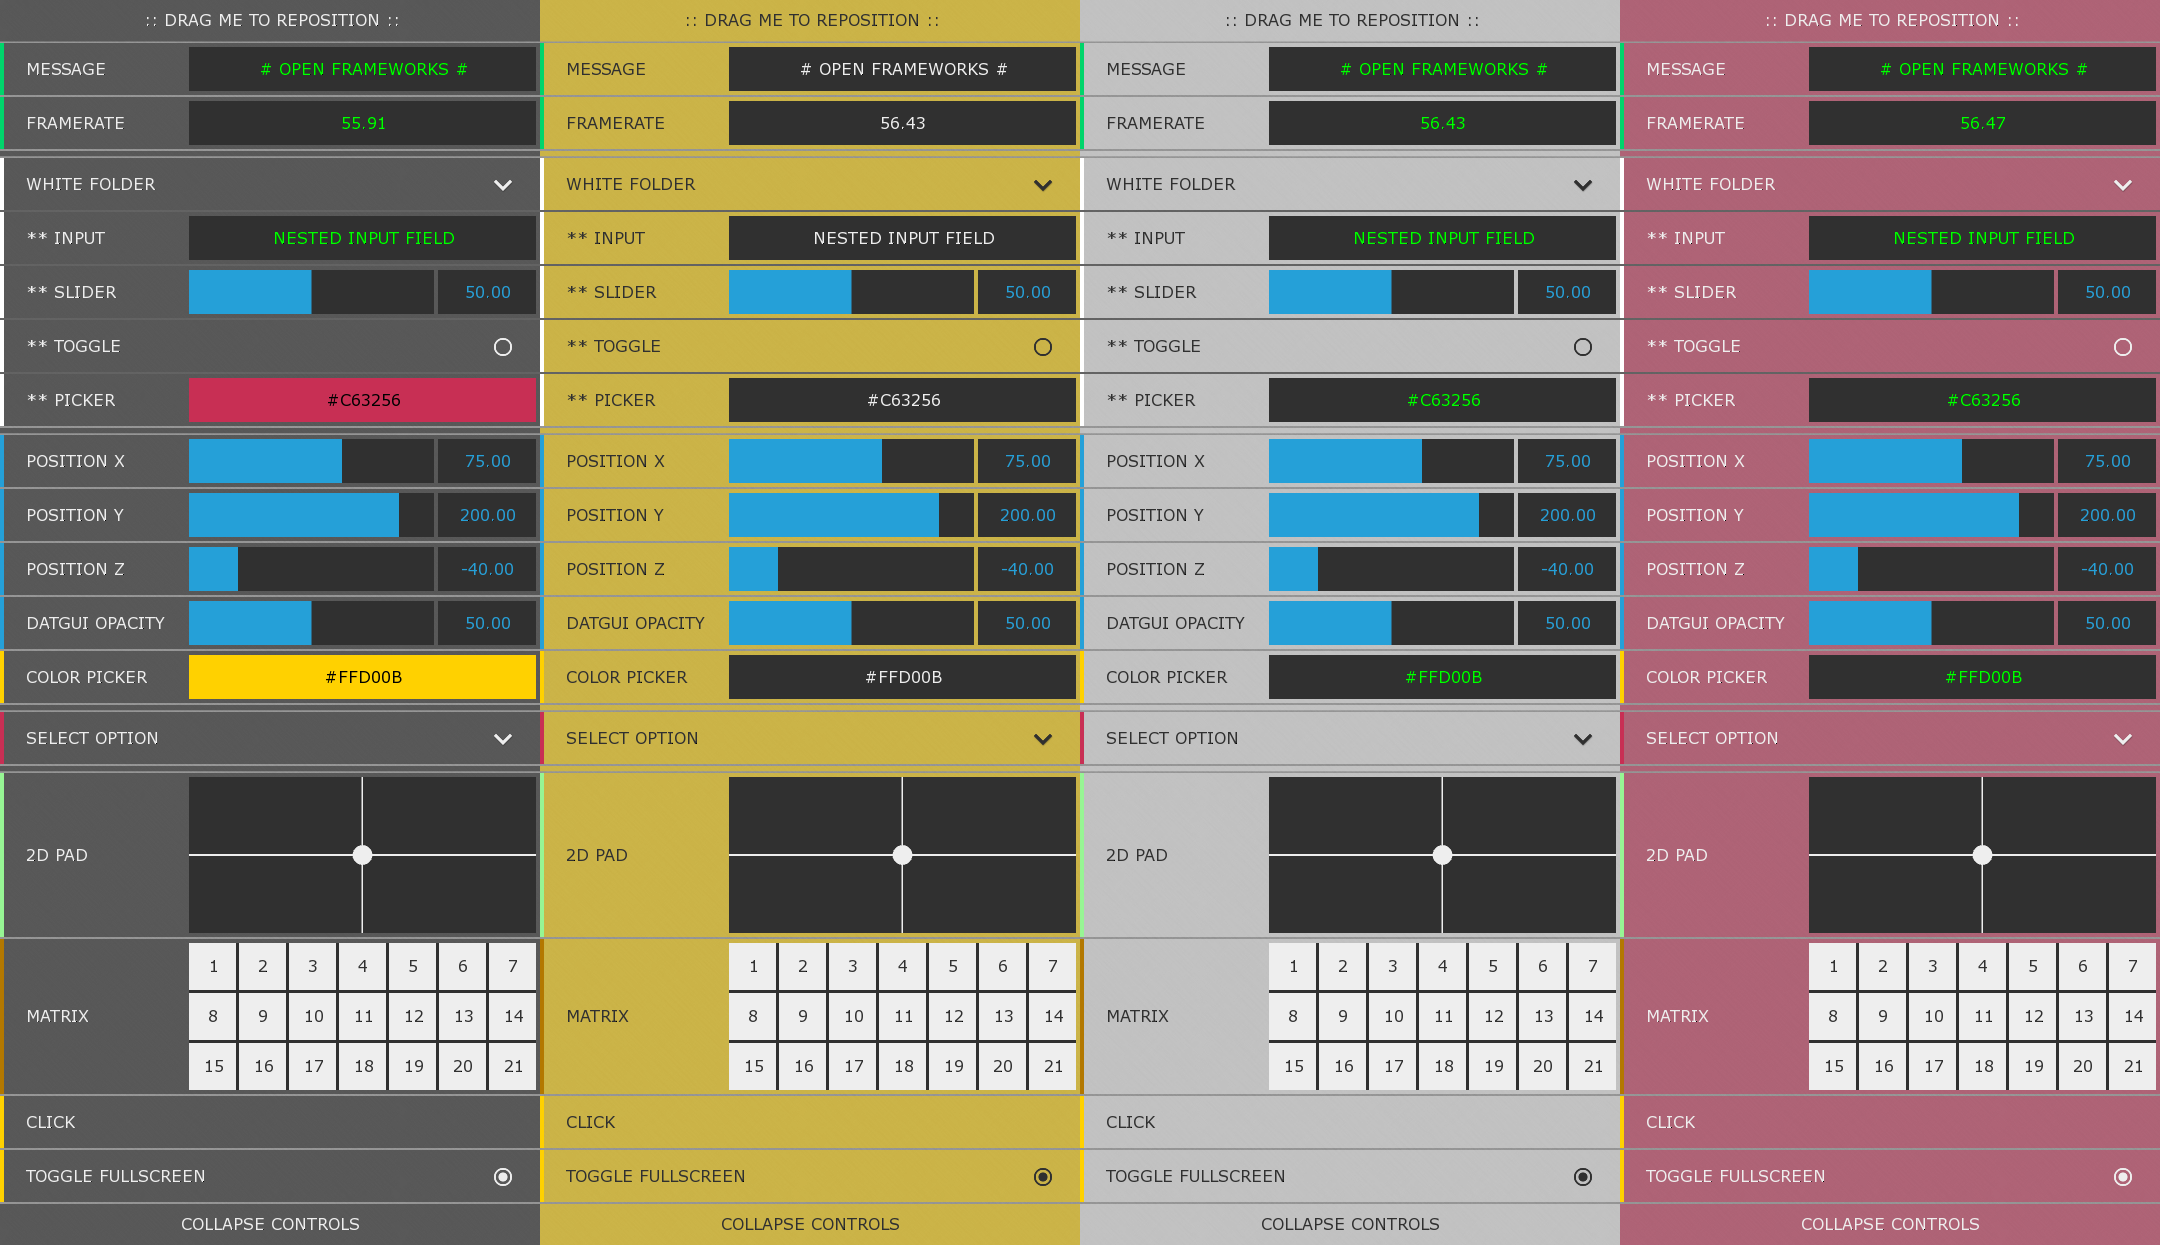 :: DRAG ME TO REPOSITION ::
MESSAGE # OPEN FRAMEWORKS #
FRAMERATE 55.91
WHITE FOLDER
** INPUT NESTED INPUT FIELD
** SLIDER 50.00
** TOGGLE
** PICKER #C63256
POSITION X 75.00
POSITION Y 200.00
POSITION Z -40.00
DATGUI OPACITY 50.00
COLOR PICKER #FFD00B
SELECT OPTION
2D PAD
1 2 3 4 5 6 7
MATRIX 8 9 10 11 12 13 14
15 16 17 18 19 20 21
CLICK
TOGGLE FULLSCREEN
COLLAPSE CONTROLS
:: DRAG ME TO REPOSITION ::
MESSAGE # OPEN FRAMEWORKS #
FRAMERATE 56.43
WHITE FOLDER
** INPUT NESTED INPUT FIELD
** SLIDER 50.00
** TOGGLE
** PICKER #C63256
POSITION X 75.00
POSITION Y 200.00
POSITION Z -40.00
DATGUI OPACITY 50.00
COLOR PICKER #FFD00B
SELECT OPTION
2D PAD
1 2 3 4 5 6 7
MATRIX 8 9 10 11 12 13 14
15 16 17 18 19 20 21
CLICK
TOGGLE FULLSCREEN
COLLAPSE CONTROLS
:: DRAG ME TO REPOSITION ::
MESSAGE # OPEN FRAMEWORKS #
FRAMERATE 56.43
WHITE FOLDER
** INPUT NESTED INPUT FIELD
** SLIDER 50.00
** TOGGLE
** PICKER #C63256
POSITION X 75.00
POSITION Y 200.00
POSITION Z -40.00
DATGUI OPACITY 50.00
COLOR PICKER #FFD00B
SELECT OPTION
2D PAD
1 2 3 4 5 6 7
MATRIX 8 9 10 11 12 13 14
15 16 17 18 19 20 21
CLICK
TOGGLE FULLSCREEN
COLLAPSE CONTROLS
:: DRAG ME TO REPOSITION ::
MESSAGE # OPEN FRAMEWORKS #
FRAMERATE 56.47
WHITE FOLDER
** INPUT NESTED INPUT FIELD
** SLIDER 50.00
** TOGGLE
** PICKER #C63256
POSITION X 75.00
POSITION Y 200.00
POSITION Z -40.00
DATGUI OPACITY 50.00
COLOR PICKER #FFD00B
SELECT OPTION
2D PAD
1 2 3 4 5 6 7
MATRIX 8 9 10 11 12 13 14
15 16 17 18 19 20 21
CLICK
TOGGLE FULLSCREEN
COLLAPSE CONTROLS